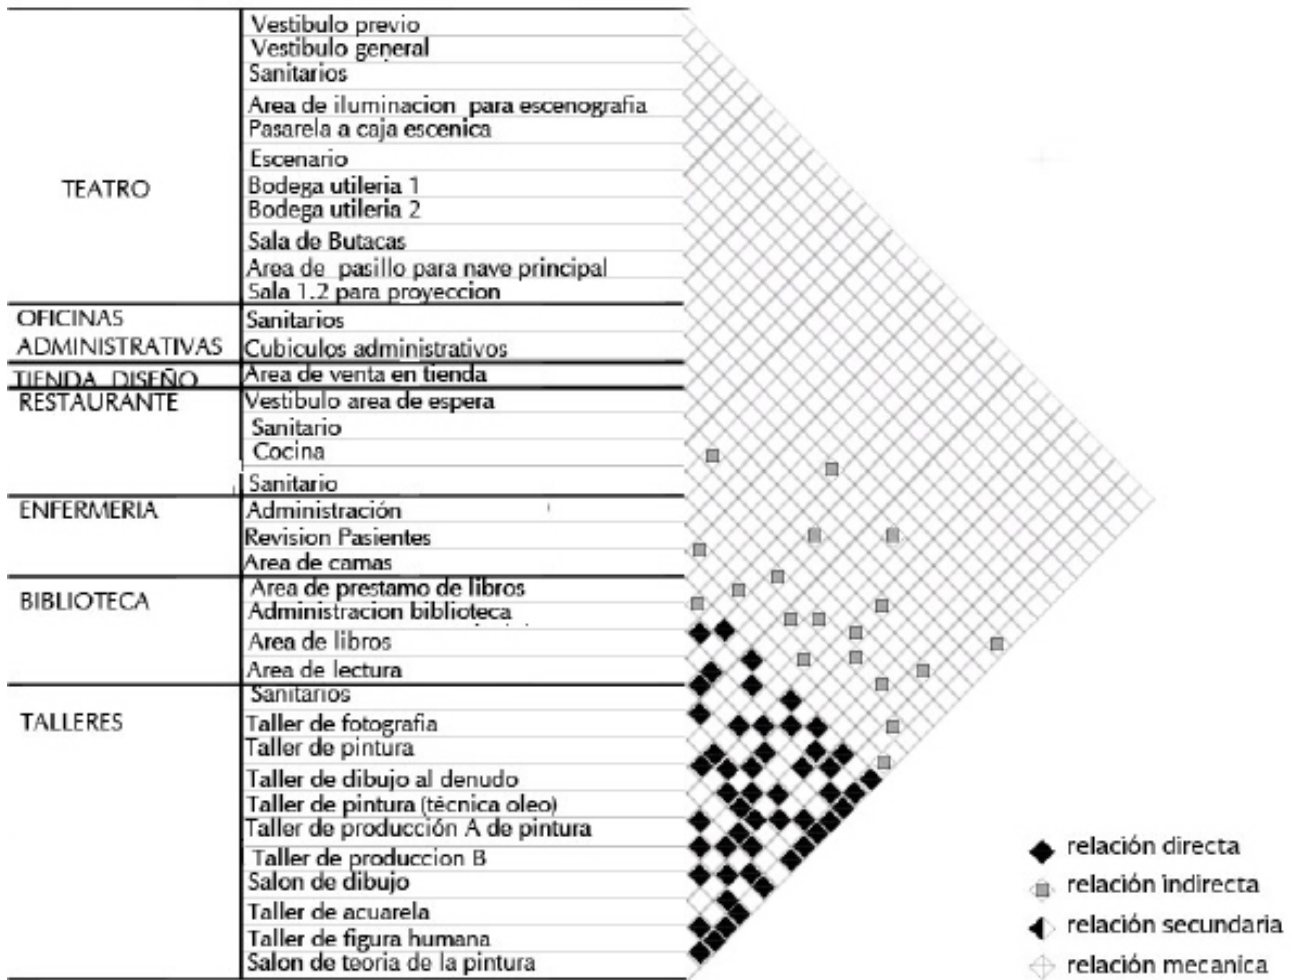 Vestibulo previo
Vestibulo general
Sanitarios
Area de iluminacion para escenografia
Pasarela a caja escenica
Escenario
TEATRO
Bodega utileria 1
Bodega utileria 2
Sala de Butacas
Area de pasillo para nave principal
Sala 1.2 para proyeccion
OFICINAS
ADMINISTRATIVAS
Sanitarios
Cubiculos administrativos
TIENDA DISEÑO
Area de venta en tienda
RESTAURANTE
Vestibulo area de espera
Sanitario
Cocina
Sanitario
ENFERMERIA
Administración
Revision Pasientes
Area de camas
BIBLIOTECA
Area de prestamo de libros
Administracion biblioteca
Area de libros
Area de lectura
TALLERES
Sanitarios
Taller de fotografia
Taller de pintura
Taller de dibujo al denudo
Taller de pintura (técnica oleo)
Taller de producción A de pintura
Taller de produccion B
Salon de dibujo
Taller de acuarela
Taller de figura humana
Salon de teoria de la pintura
relación directa
relación indirecta
relación secundaria
relación mecanica